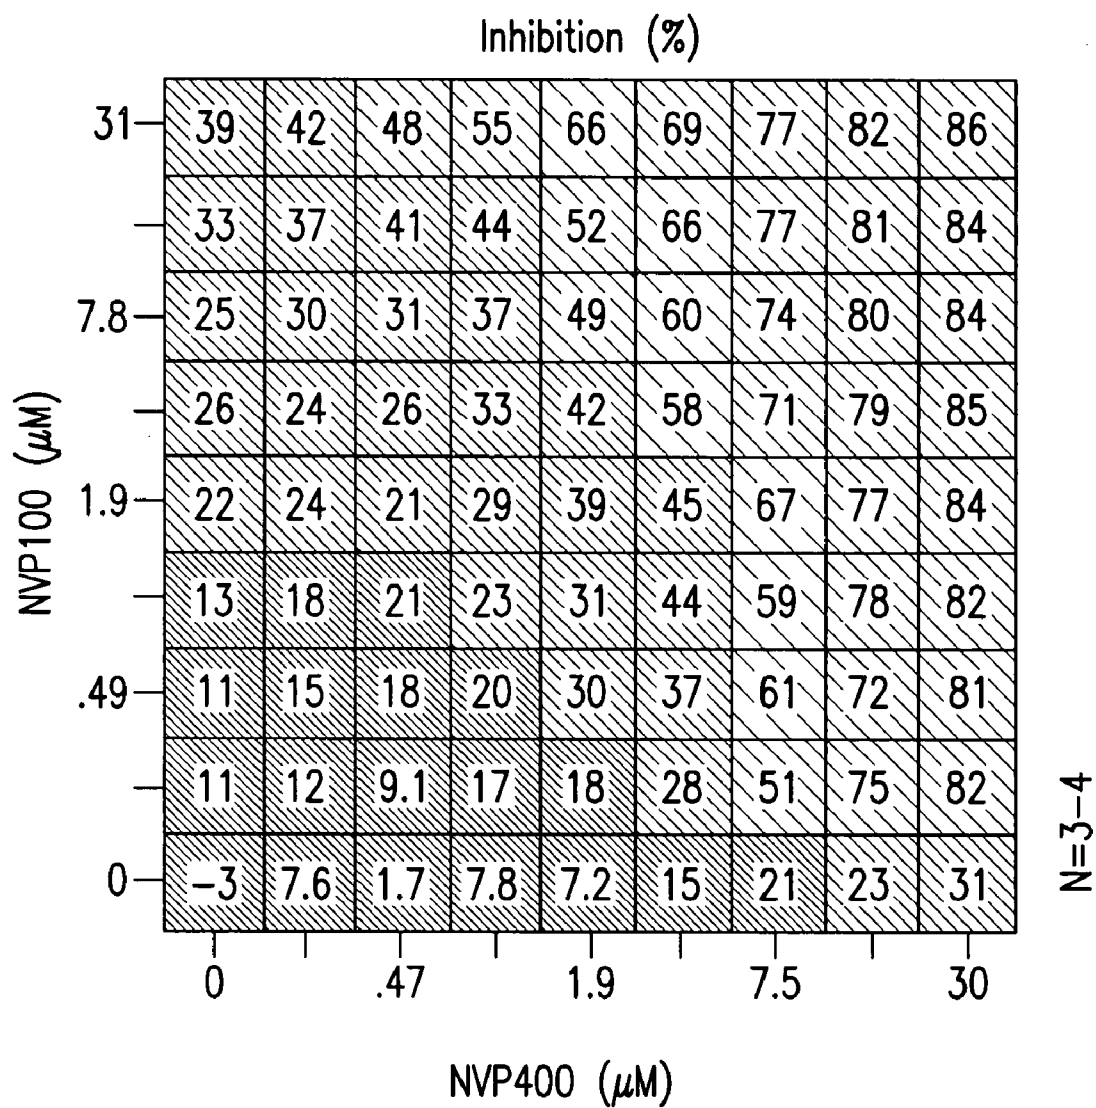 Inhibition (%)
31 39 42 48 55 66 69 77 82 86
33 37 41 44 52 66 77 81 84
7.8 25 30 31 37 49 60 74 80 84
26 24 26 33 42 58 71 79 85
1.9 22 24 21 29 39 45 67 77 84
13 18 21 23 31 44 59 78 82
.49 11 15 18 20 30 37 61 72 81
11 12 9.1 17 18 28 51 75 82
0 -3 7.6 1.7 7.8 7.2 15 21 23 31
0 .47 1.9 7.5 30
NVP400 (μM)
NVP100 (μM)
N=3-4